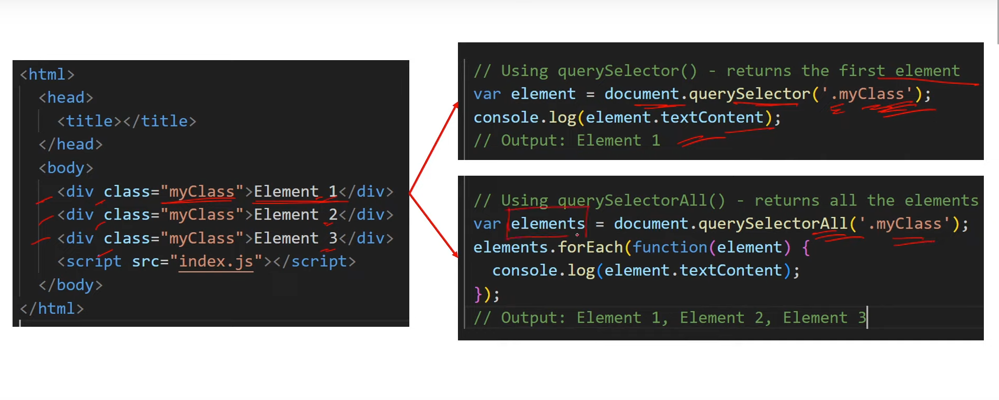 <html>
<head>
<title></title>
</head>
<body>
<div class="myClass">Element 1</div>
<div class="myClass">Element 2</div>
<div class="myClass">Element 3</div>
<script src="index.js"></script>
</body>
</html>
// Using querySelector() - returns the first element
var element = document.querySelector('.myClass');
console.log(element.textContent);
// Output: Element 1
// Using querySelectorAll() - returns all the elements
var elements = document.querySelectorAll('.myClass');
elements.forEach(function(element) {
console.log(element.textContent);
});
// Output: Element 1, Element 2, Element 3